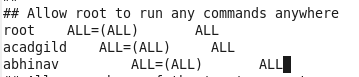 ## Allow root to run any commands anywhere
root    ALL=(ALL)       ALL
acadgild    ALL=(ALL)     ALL
abhinav         ALL=(ALL)       ALL